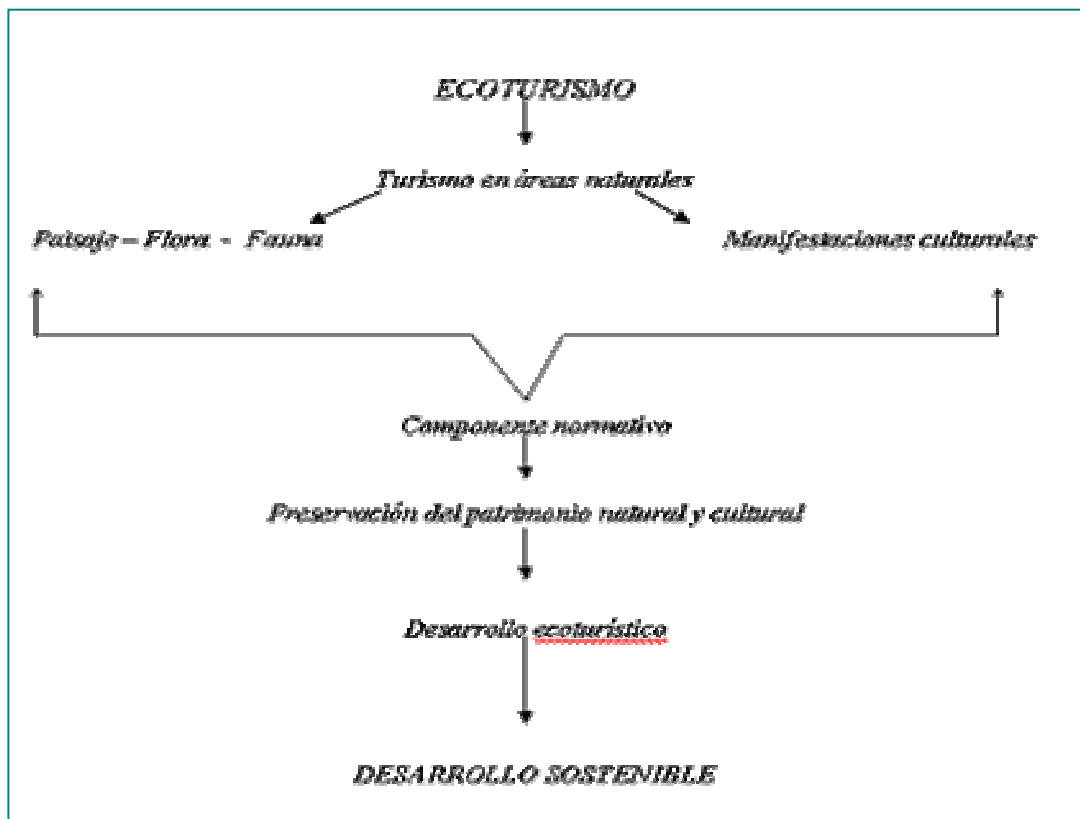 ECOTURISMO
Turismo en áreas naturales
Paisaje – Flora - Fauna
Manifestaciones culturales
Componente normativo
Preservación del patrimonio natural y cultural
Desarrollo ecoturístico
DESARROLLO SOSTENIBLE